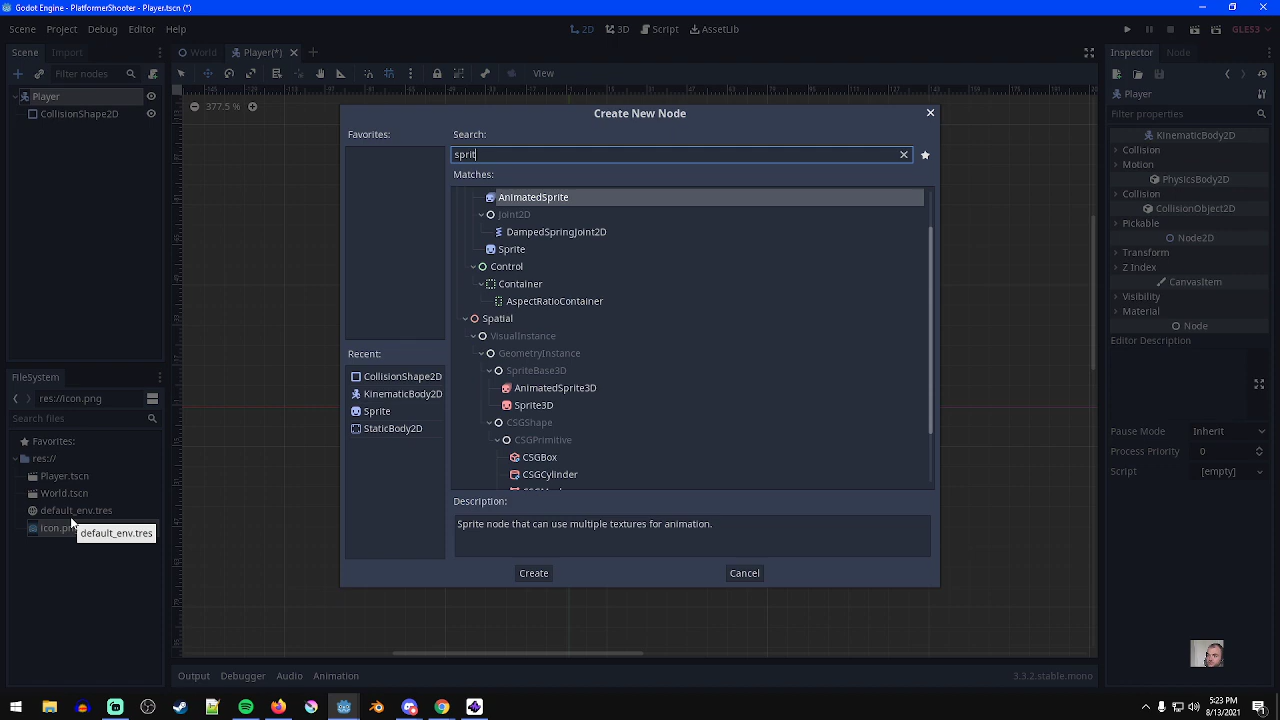 Godot Engine - PlatformerShooter - Player.tscn (*)
Scene Project Debug Editor Help
2D 3D Script AssetLib
GLES3
Scene Import
World Player(*)
Inspector Node
Filter nodes
View
Player
377.5 %
Player
CollisionShape2D
Filter properties
KinematicBody2D
Collision
Motion
PhysicsBody2D
Collision
CollisionObject2D
Pickable
Node2D
Transform
Z Index
CanvasItem
Visibility
Material
Node
Editor Description
Pause Mode Inherit
Process Priority 0
Script [empty]
Create New Node
Favorites:
Search:
sprit
Matches:
AnimatedSprite
Joint2D
DampedSpringJoint2D
Sprite
Control
Container
AspectRatioContainer
Spatial
VisualInstance
GeometryInstance
SpriteBase3D
AnimatedSprite3D
Sprite3D
CSGShape
CSGPrimitive
CSGBox
CSGCylinder
Recent:
CollisionShape2D
KinematicBody2D
Sprite
StaticBody2D
Description:
Sprite node that can use multiple textures for animation.
Create Cancel
FileSystem
res://icon.png
Search files
Favorites:
res://
Player.tscn
World.tscn
default_env.tres
default_env.tres
Output Debugger Audio Animation
3.3.2.stable.mono
5:23 PM
8/13/2021